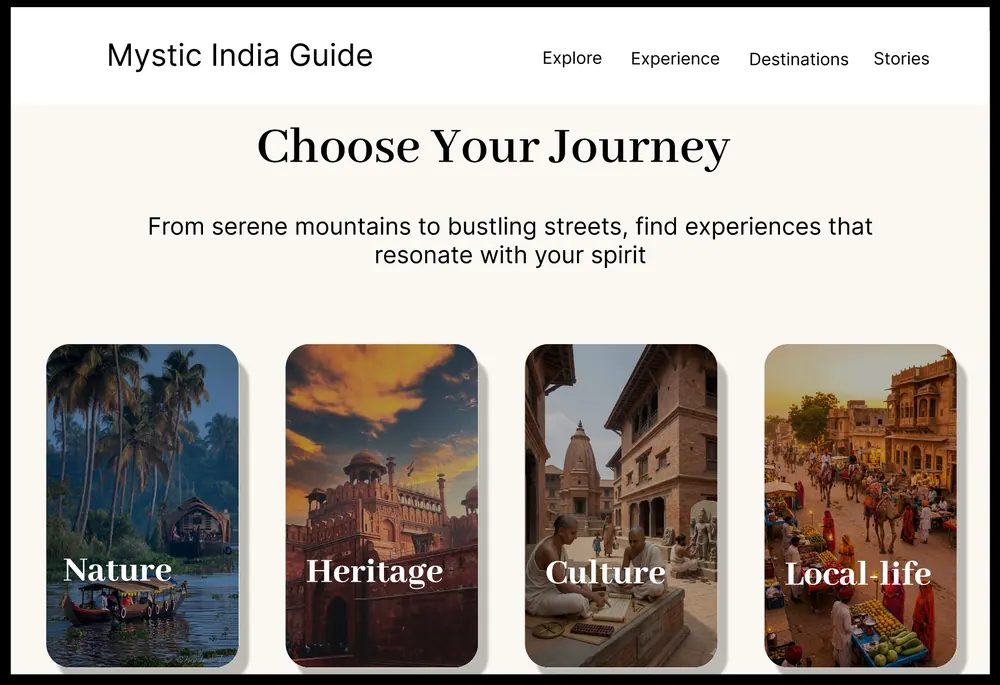 Mystic India Guide
Explore Experience Destinations Stories
Choose Your Journey
From serene mountains to bustling streets, find experiences that
resonate with your spirit
Nature Heritage Culture Local-life